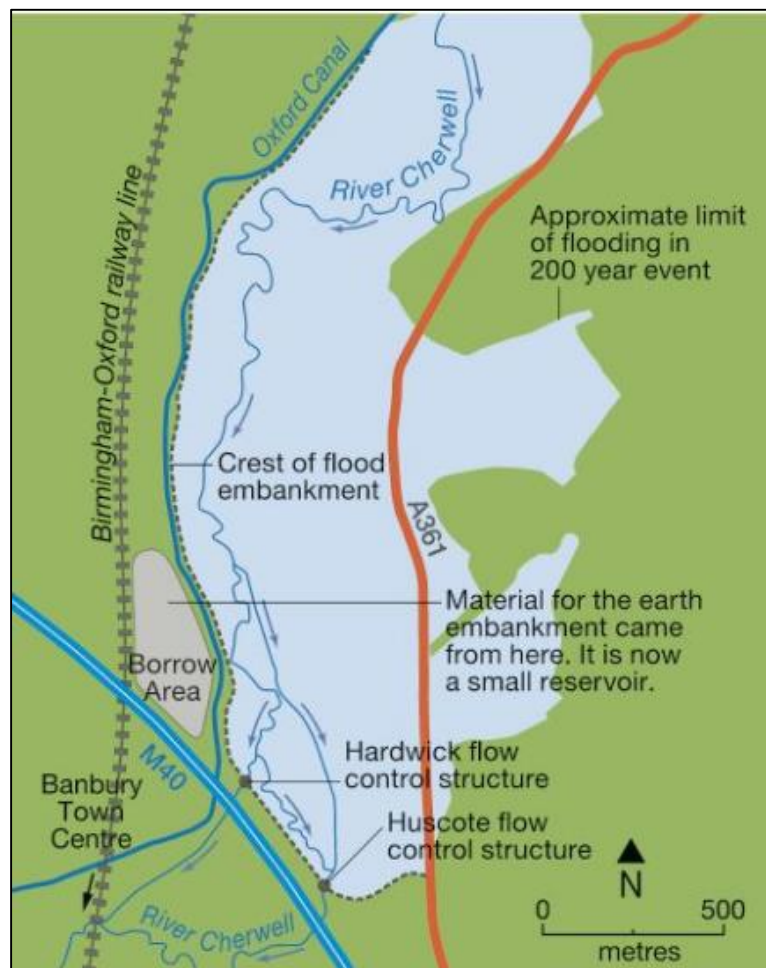 Oxford Canal
River Cherwell
Birmingham-Oxford railway line
Approximate limit
of flooding in
200 year event
Crest of flood
embankment
A361
Material for the earth
embankment came
from here. It is now
a small reservoir.
Borrow
Area
M40
Hardwick flow
control structure
Banbury
Town
Centre
Huscote flow
control structure
River Cherwell
N
0 500
metres